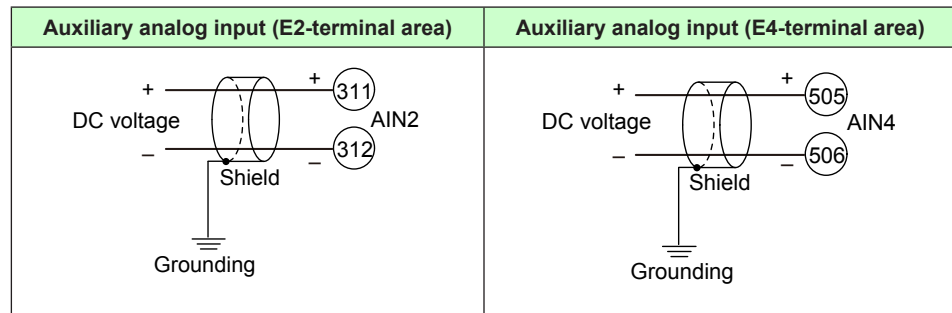 Auxiliary analog input (E2-terminal area)
+ + 311
DC voltage AIN2
– – 312
Shield
Grounding
Auxiliary analog input (E4-terminal area)
+ + 505
DC voltage AIN4
– – 506
Shield
Grounding